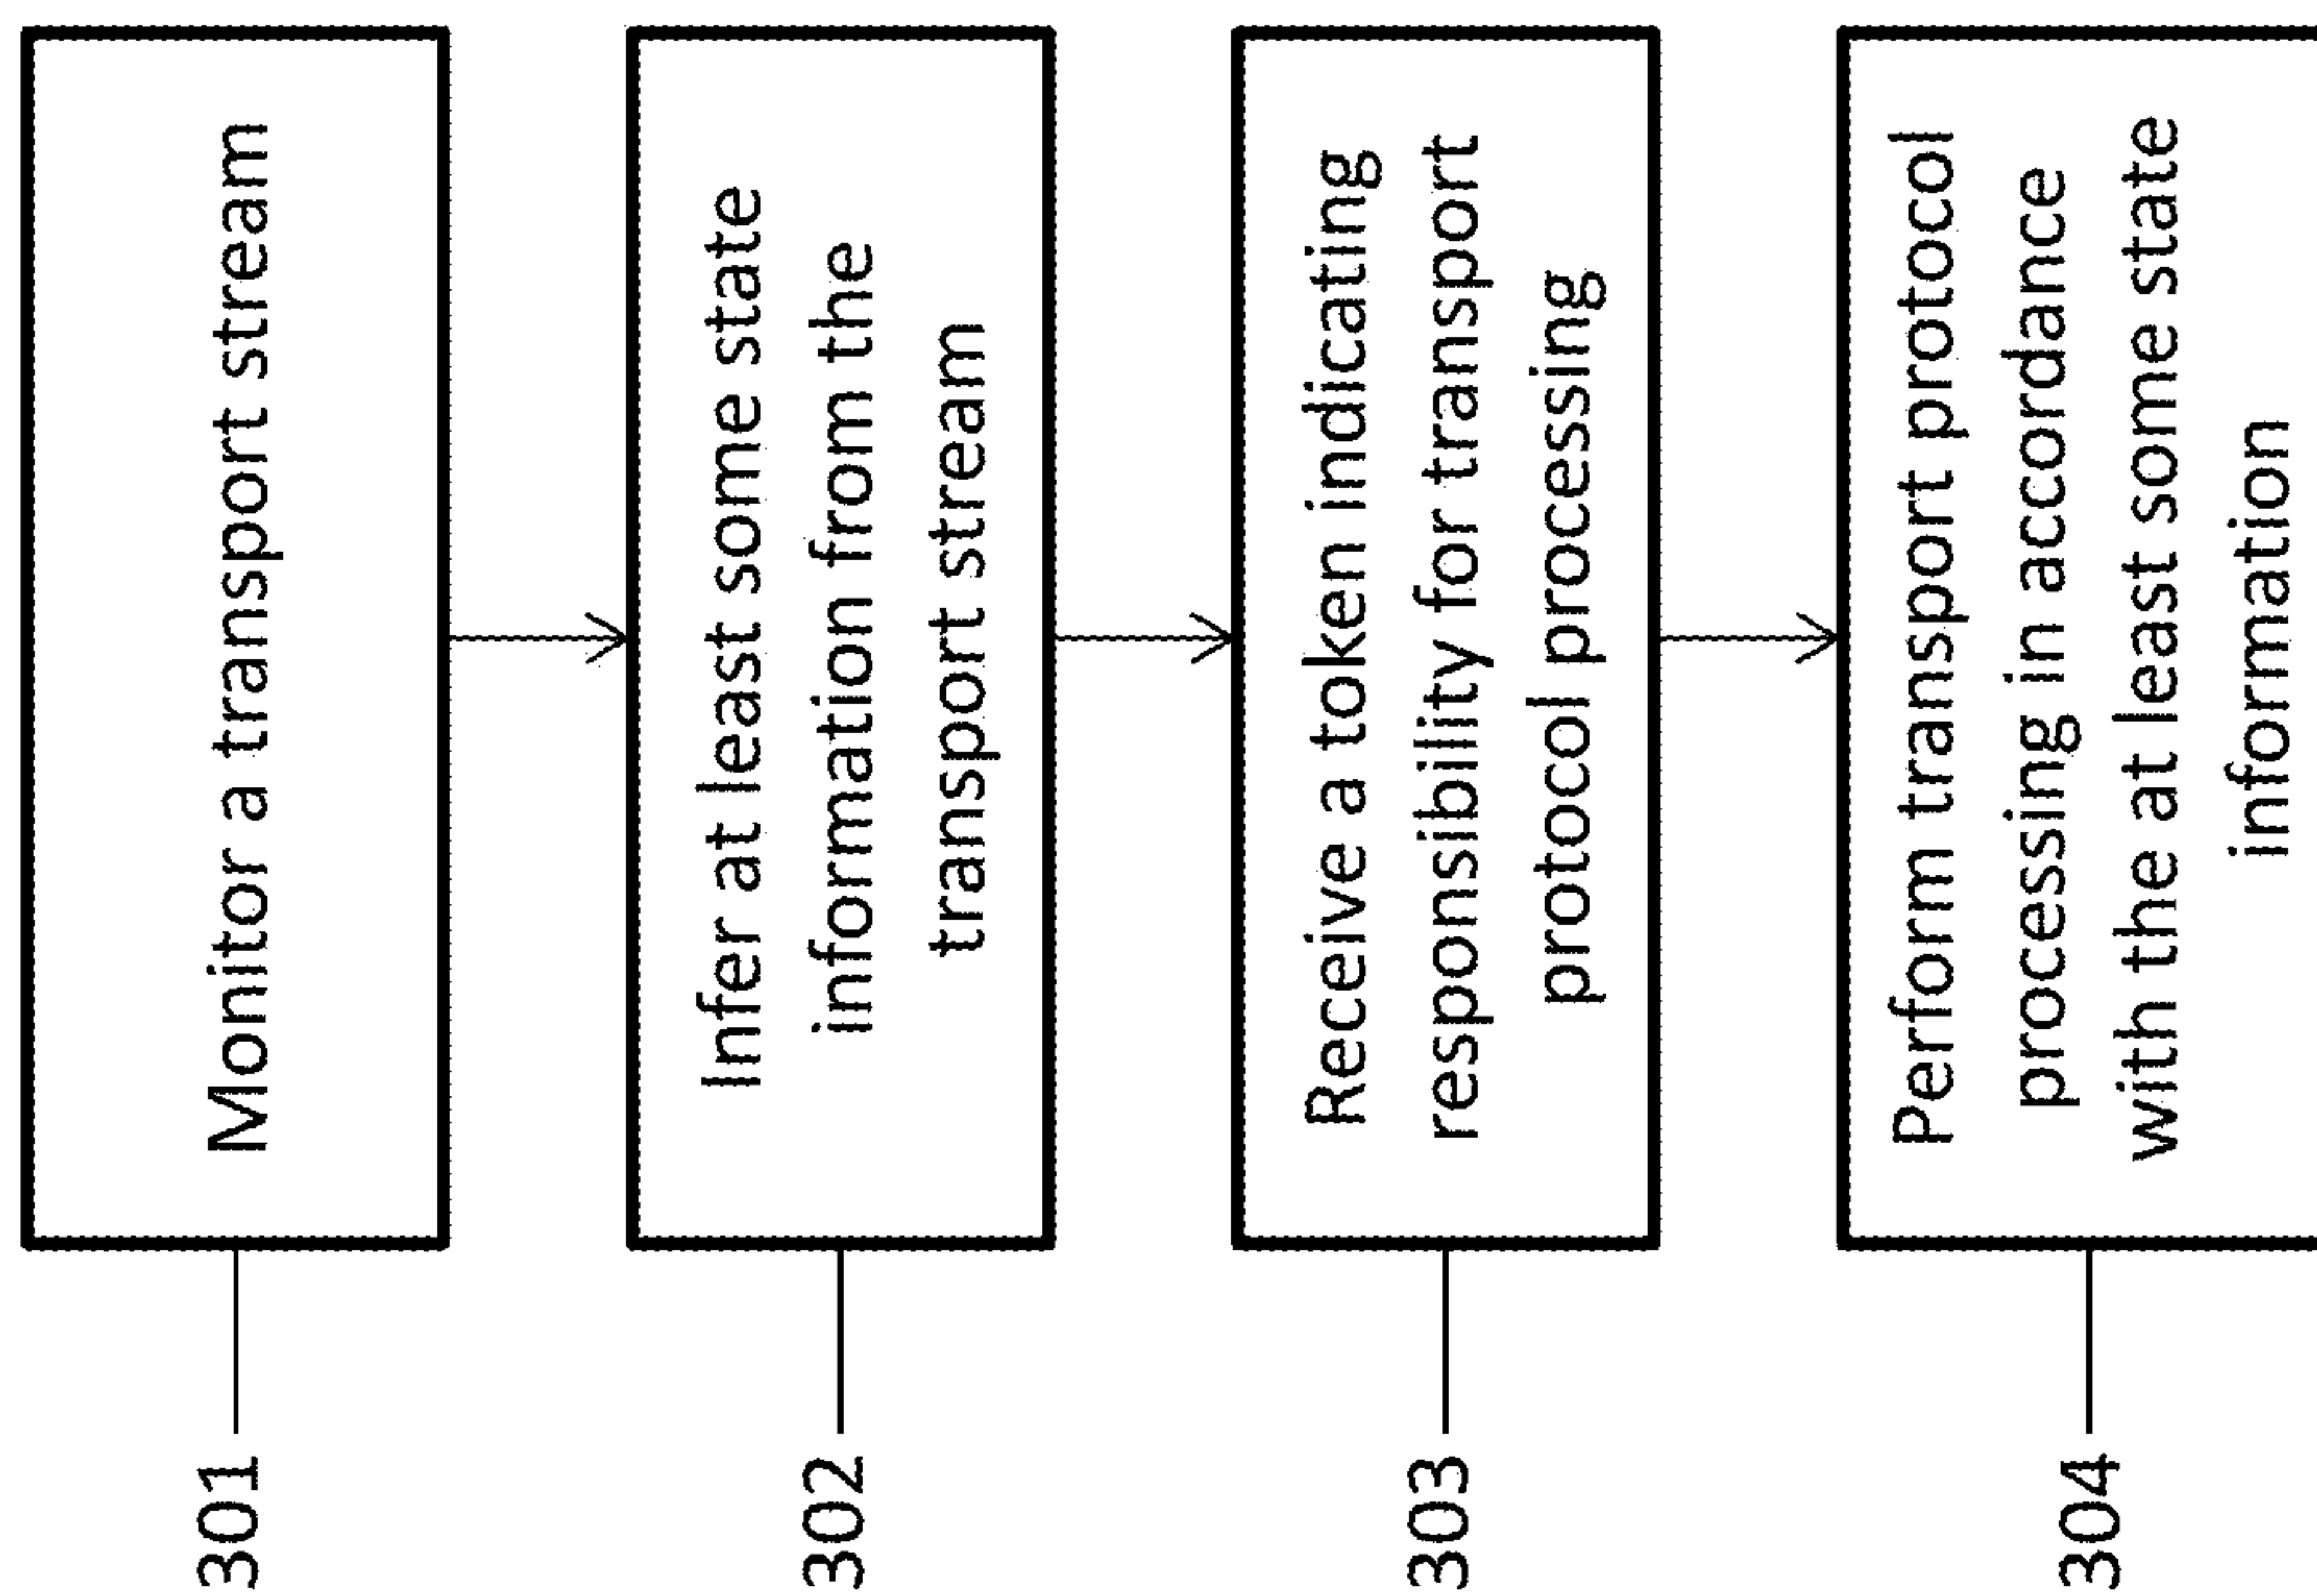 301
Monitor a transport stream
302
Infer at least some state
information from the
transport stream
303
Receive a token indicating
responsibility for transport
protocol processing
304
Perform transport protocol
processing in accordance
with the at least some state
information